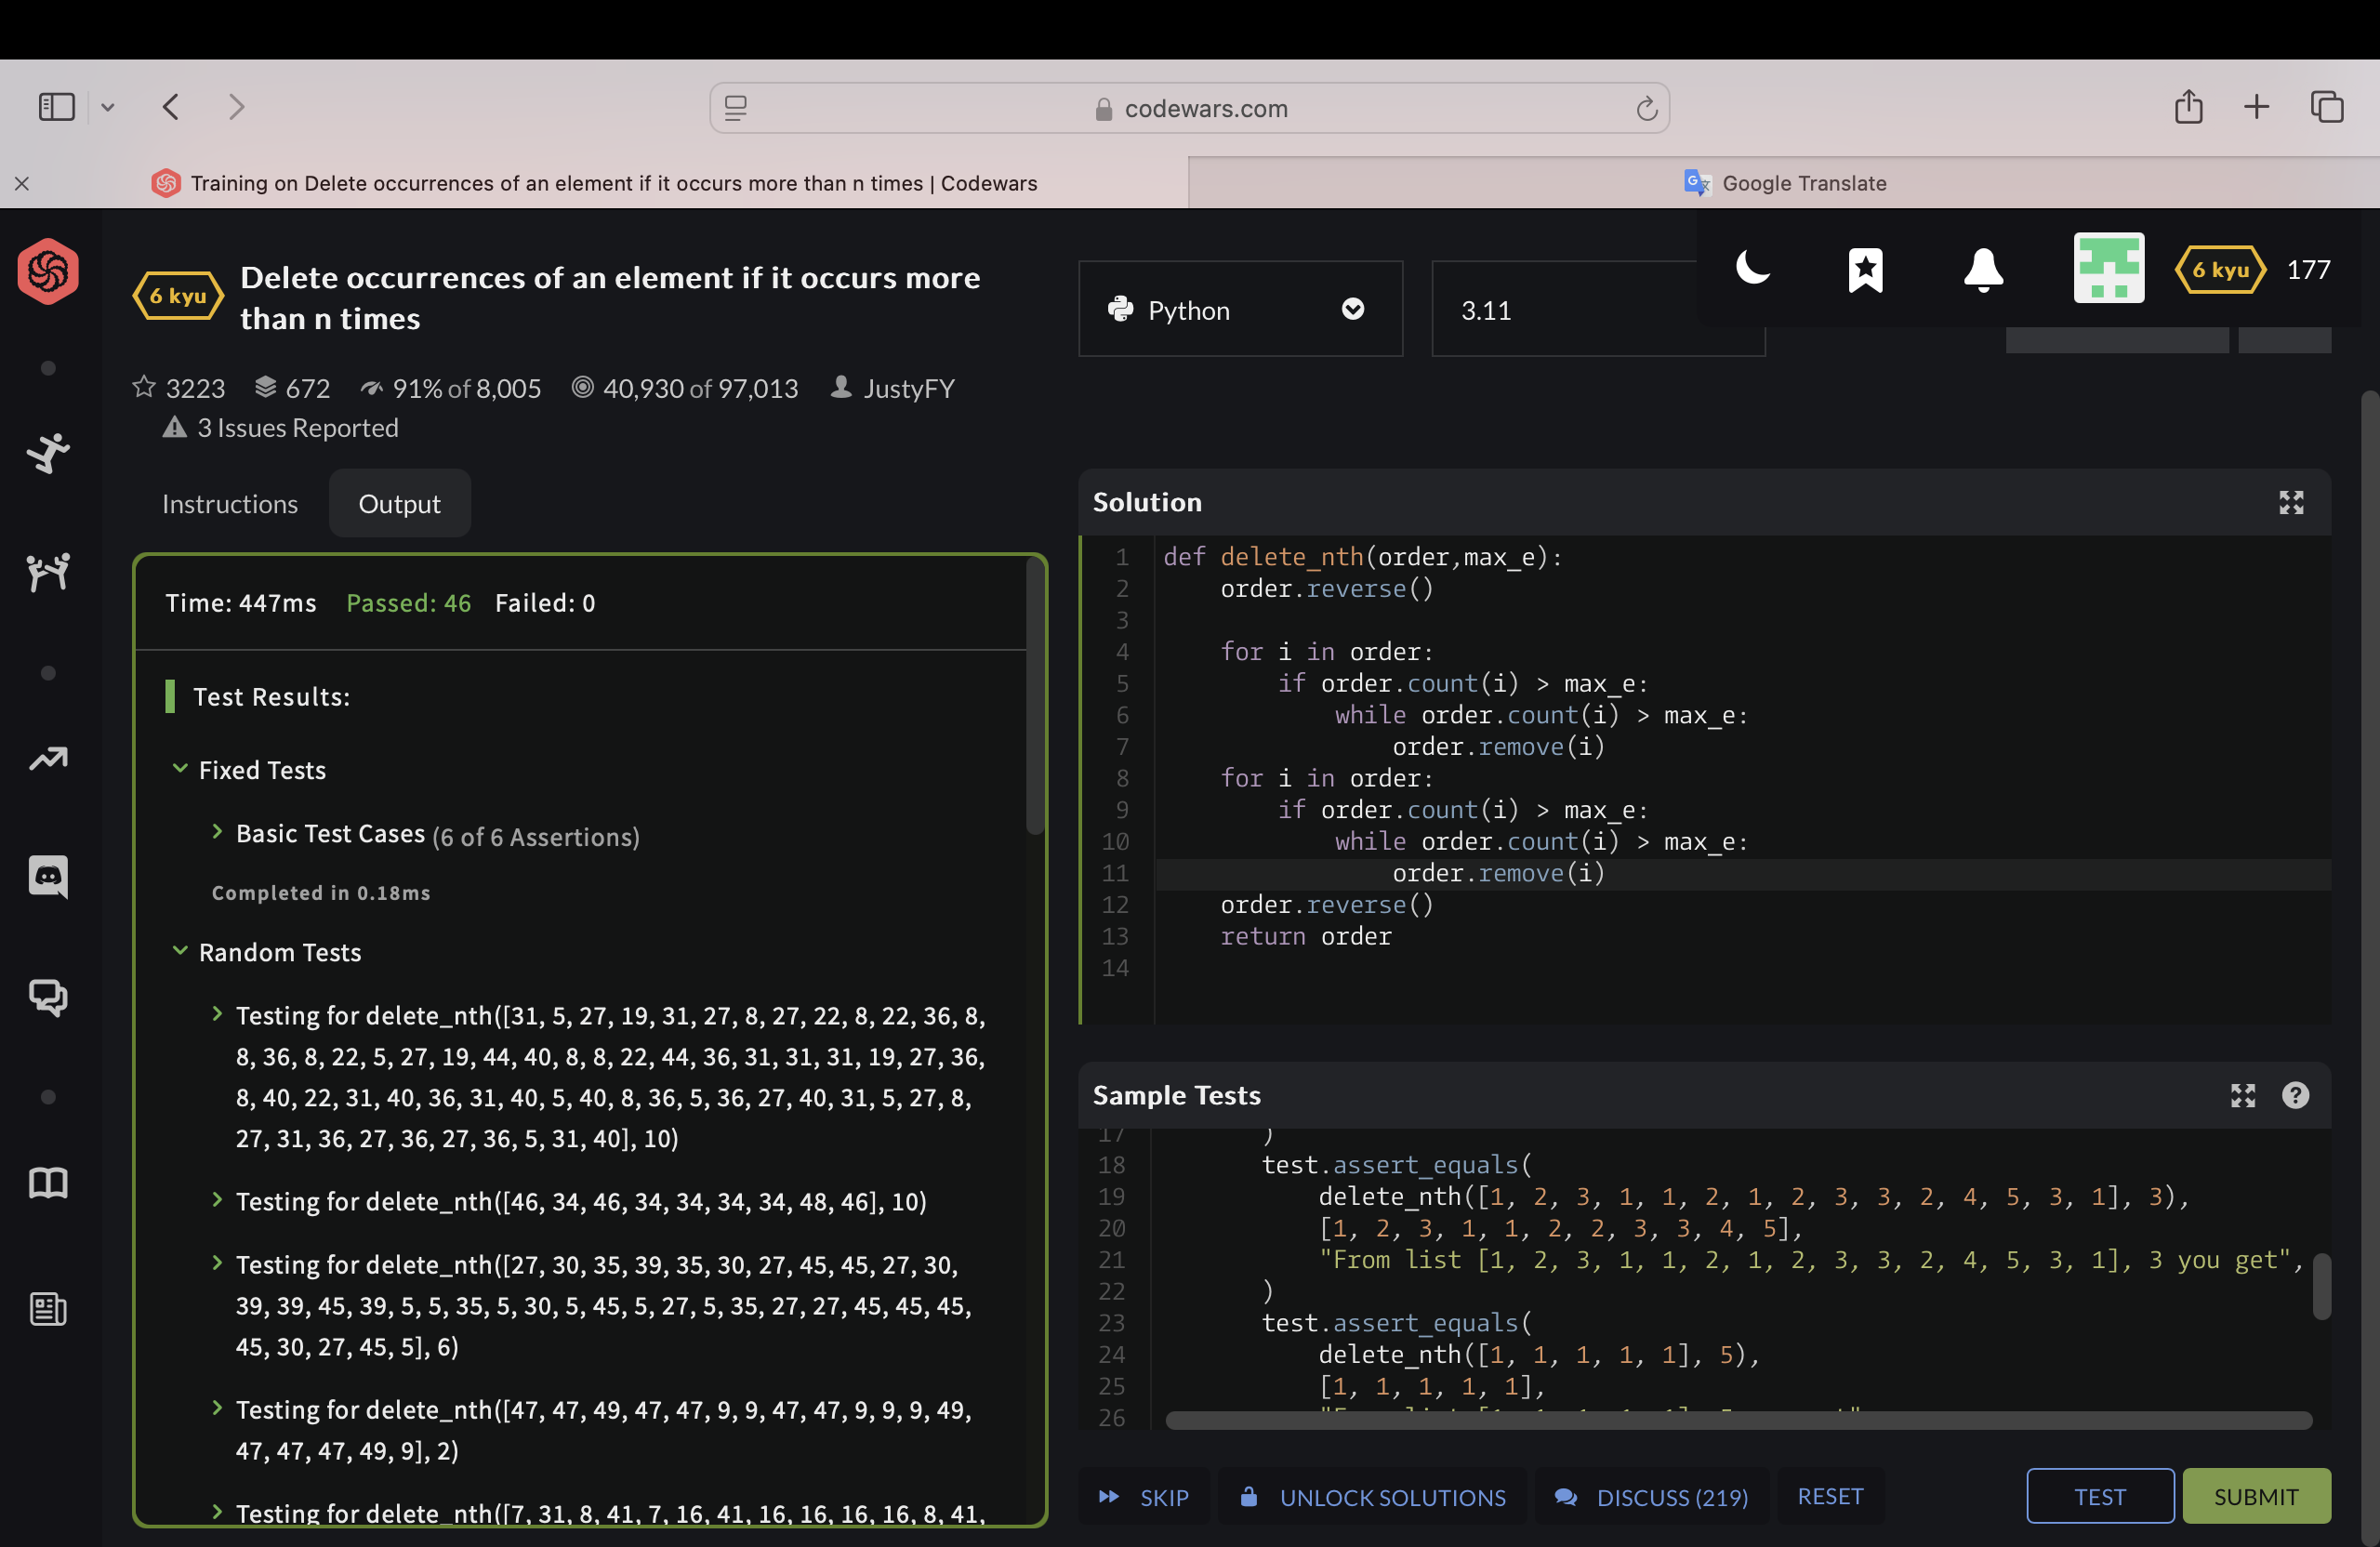 codewars.com
Training on Delete occurrences of an element if it occurs more than n times | Codewars
Google Translate
6 kyu
177
6 kyu
Delete occurrences of an element if it occurs more
than n times
Python
3.11
3223 672 91% of 8,005 40,930 of 97,013 JustyFY
3 Issues Reported
Instructions
Output
Time: 447ms Passed: 46 Failed: 0
Test Results:
Fixed Tests
Basic Test Cases (6 of 6 Assertions)
Completed in 0.18ms
Random Tests
Testing for delete_nth([31, 5, 27, 19, 31, 27, 8, 27, 22, 8, 22, 36, 8,
8, 36, 8, 22, 5, 27, 19, 44, 40, 8, 8, 22, 44, 36, 31, 31, 31, 19, 27, 36,
8, 40, 22, 31, 40, 36, 31, 40, 5, 40, 8, 36, 5, 36, 27, 40, 31, 5, 27, 8,
27, 31, 36, 27, 36, 27, 36, 5, 31, 40], 10)
Testing for delete_nth([46, 34, 46, 34, 34, 34, 34, 48, 46], 10)
Testing for delete_nth([27, 30, 35, 39, 35, 30, 27, 45, 45, 27, 30,
39, 39, 45, 39, 5, 5, 35, 5, 30, 5, 45, 5, 27, 5, 35, 27, 27, 45, 45, 45,
45, 30, 27, 45, 5], 6)
Testing for delete_nth([47, 47, 49, 47, 47, 9, 9, 47, 47, 9, 9, 9, 49,
47, 47, 47, 49, 9], 2)
Testing for delete_nth([7, 31, 8, 41, 7, 16, 41, 16, 16, 16, 16, 8, 41,
Solution
1 def delete_nth(order,max_e):
2     order.reverse()
3
4     for i in order:
5         if order.count(i) > max_e:
6             while order.count(i) > max_e:
7                 order.remove(i)
8     for i in order:
9         if order.count(i) > max_e:
10             while order.count(i) > max_e:
11                 order.remove(i)
12     order.reverse()
13     return order
14
Sample Tests
17 )
18 test.assert_equals(
19     delete_nth([1, 2, 3, 1, 1, 2, 1, 2, 3, 3, 2, 4, 5, 3, 1], 3),
20     [1, 2, 3, 1, 1, 2, 2, 3, 3, 4, 5],
21     "From list [1, 2, 3, 1, 1, 2, 1, 2, 3, 3, 2, 4, 5, 3, 1], 3 you get",
22 )
23 test.assert_equals(
24     delete_nth([1, 1, 1, 1, 1], 5),
25     [1, 1, 1, 1, 1],
26
SKIP
UNLOCK SOLUTIONS
DISCUSS (219)
RESET
TEST
SUBMIT